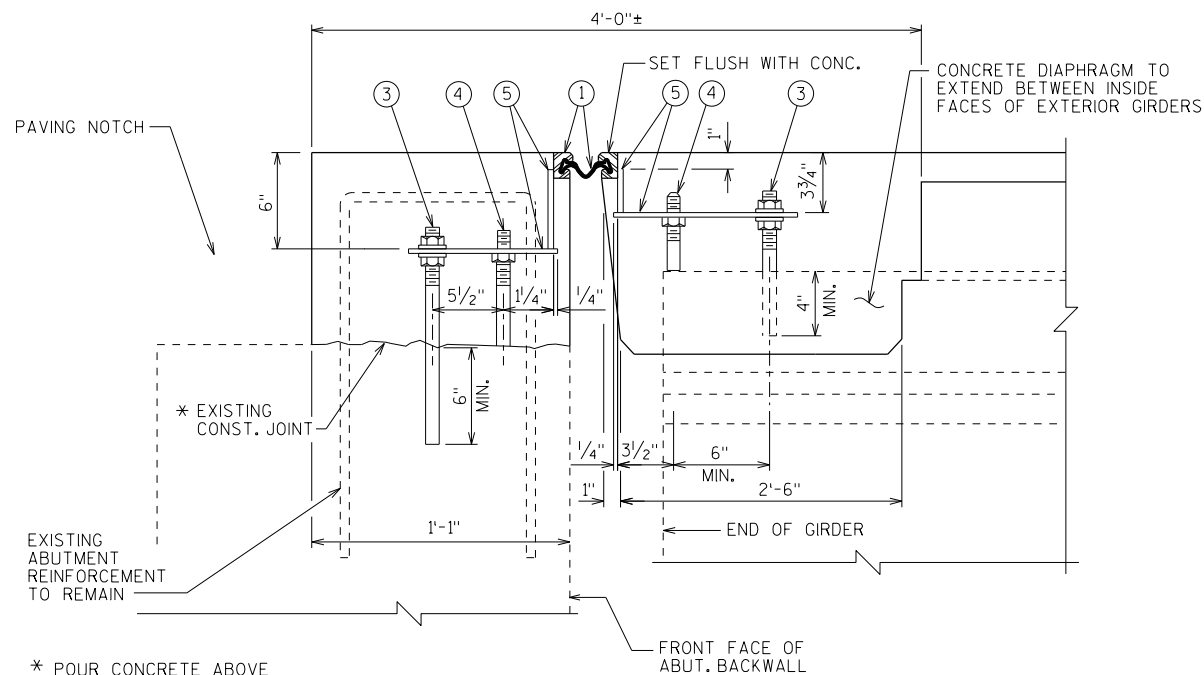 4'-0"±
SET FLUSH WITH CONC.
CONCRETE DIAPHRAGM TO
EXTEND BETWEEN INSIDE
FACES OF EXTERIOR GIRDERS
3
4
5
1
5
4
3
PAVING NOTCH
1"
3¾"
6"
5½"
1¼"
¼"
4"
MIN.
6"
MIN.
* EXISTING
CONST. JOINT
¼"
3½"
6"
MIN.
1"
2'-6"
1'-1"
END OF GIRDER
EXISTING
ABUTMENT
REINFORCEMENT
TO REMAIN
FRONT FACE OF
ABUT. BACKWALL
* POUR CONCRETE ABOVE